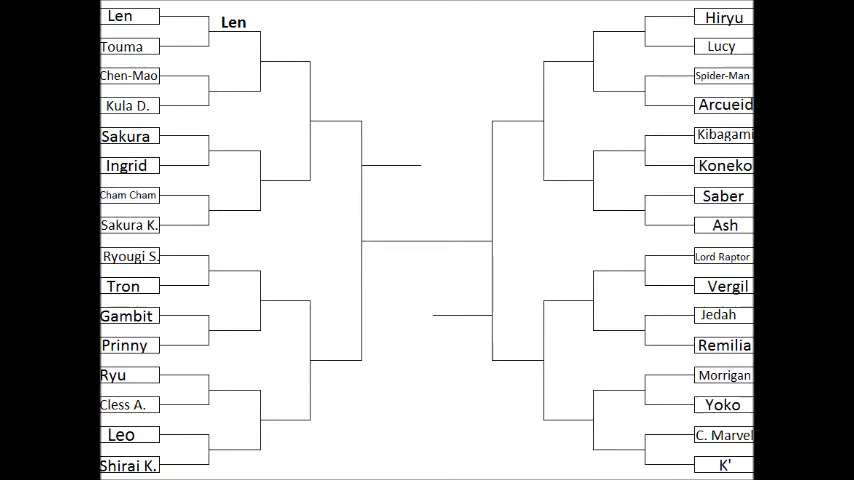 Len
Len
Touma
Chen-Mao
Kula D.
Sakura
Ingrid
Cham Cham
Sakura K.
Ryougi S.
Tron
Gambit
Prinny
Ryu
Cless A.
Leo
Shirai K.
Hiryu
Lucy
Spider-Man
Arcueid
Kibagami
Koneko
Saber
Ash
Lord Raptor
Vergil
Jedah
Remilia
Morrigan
Yoko
C. Marvel
K'